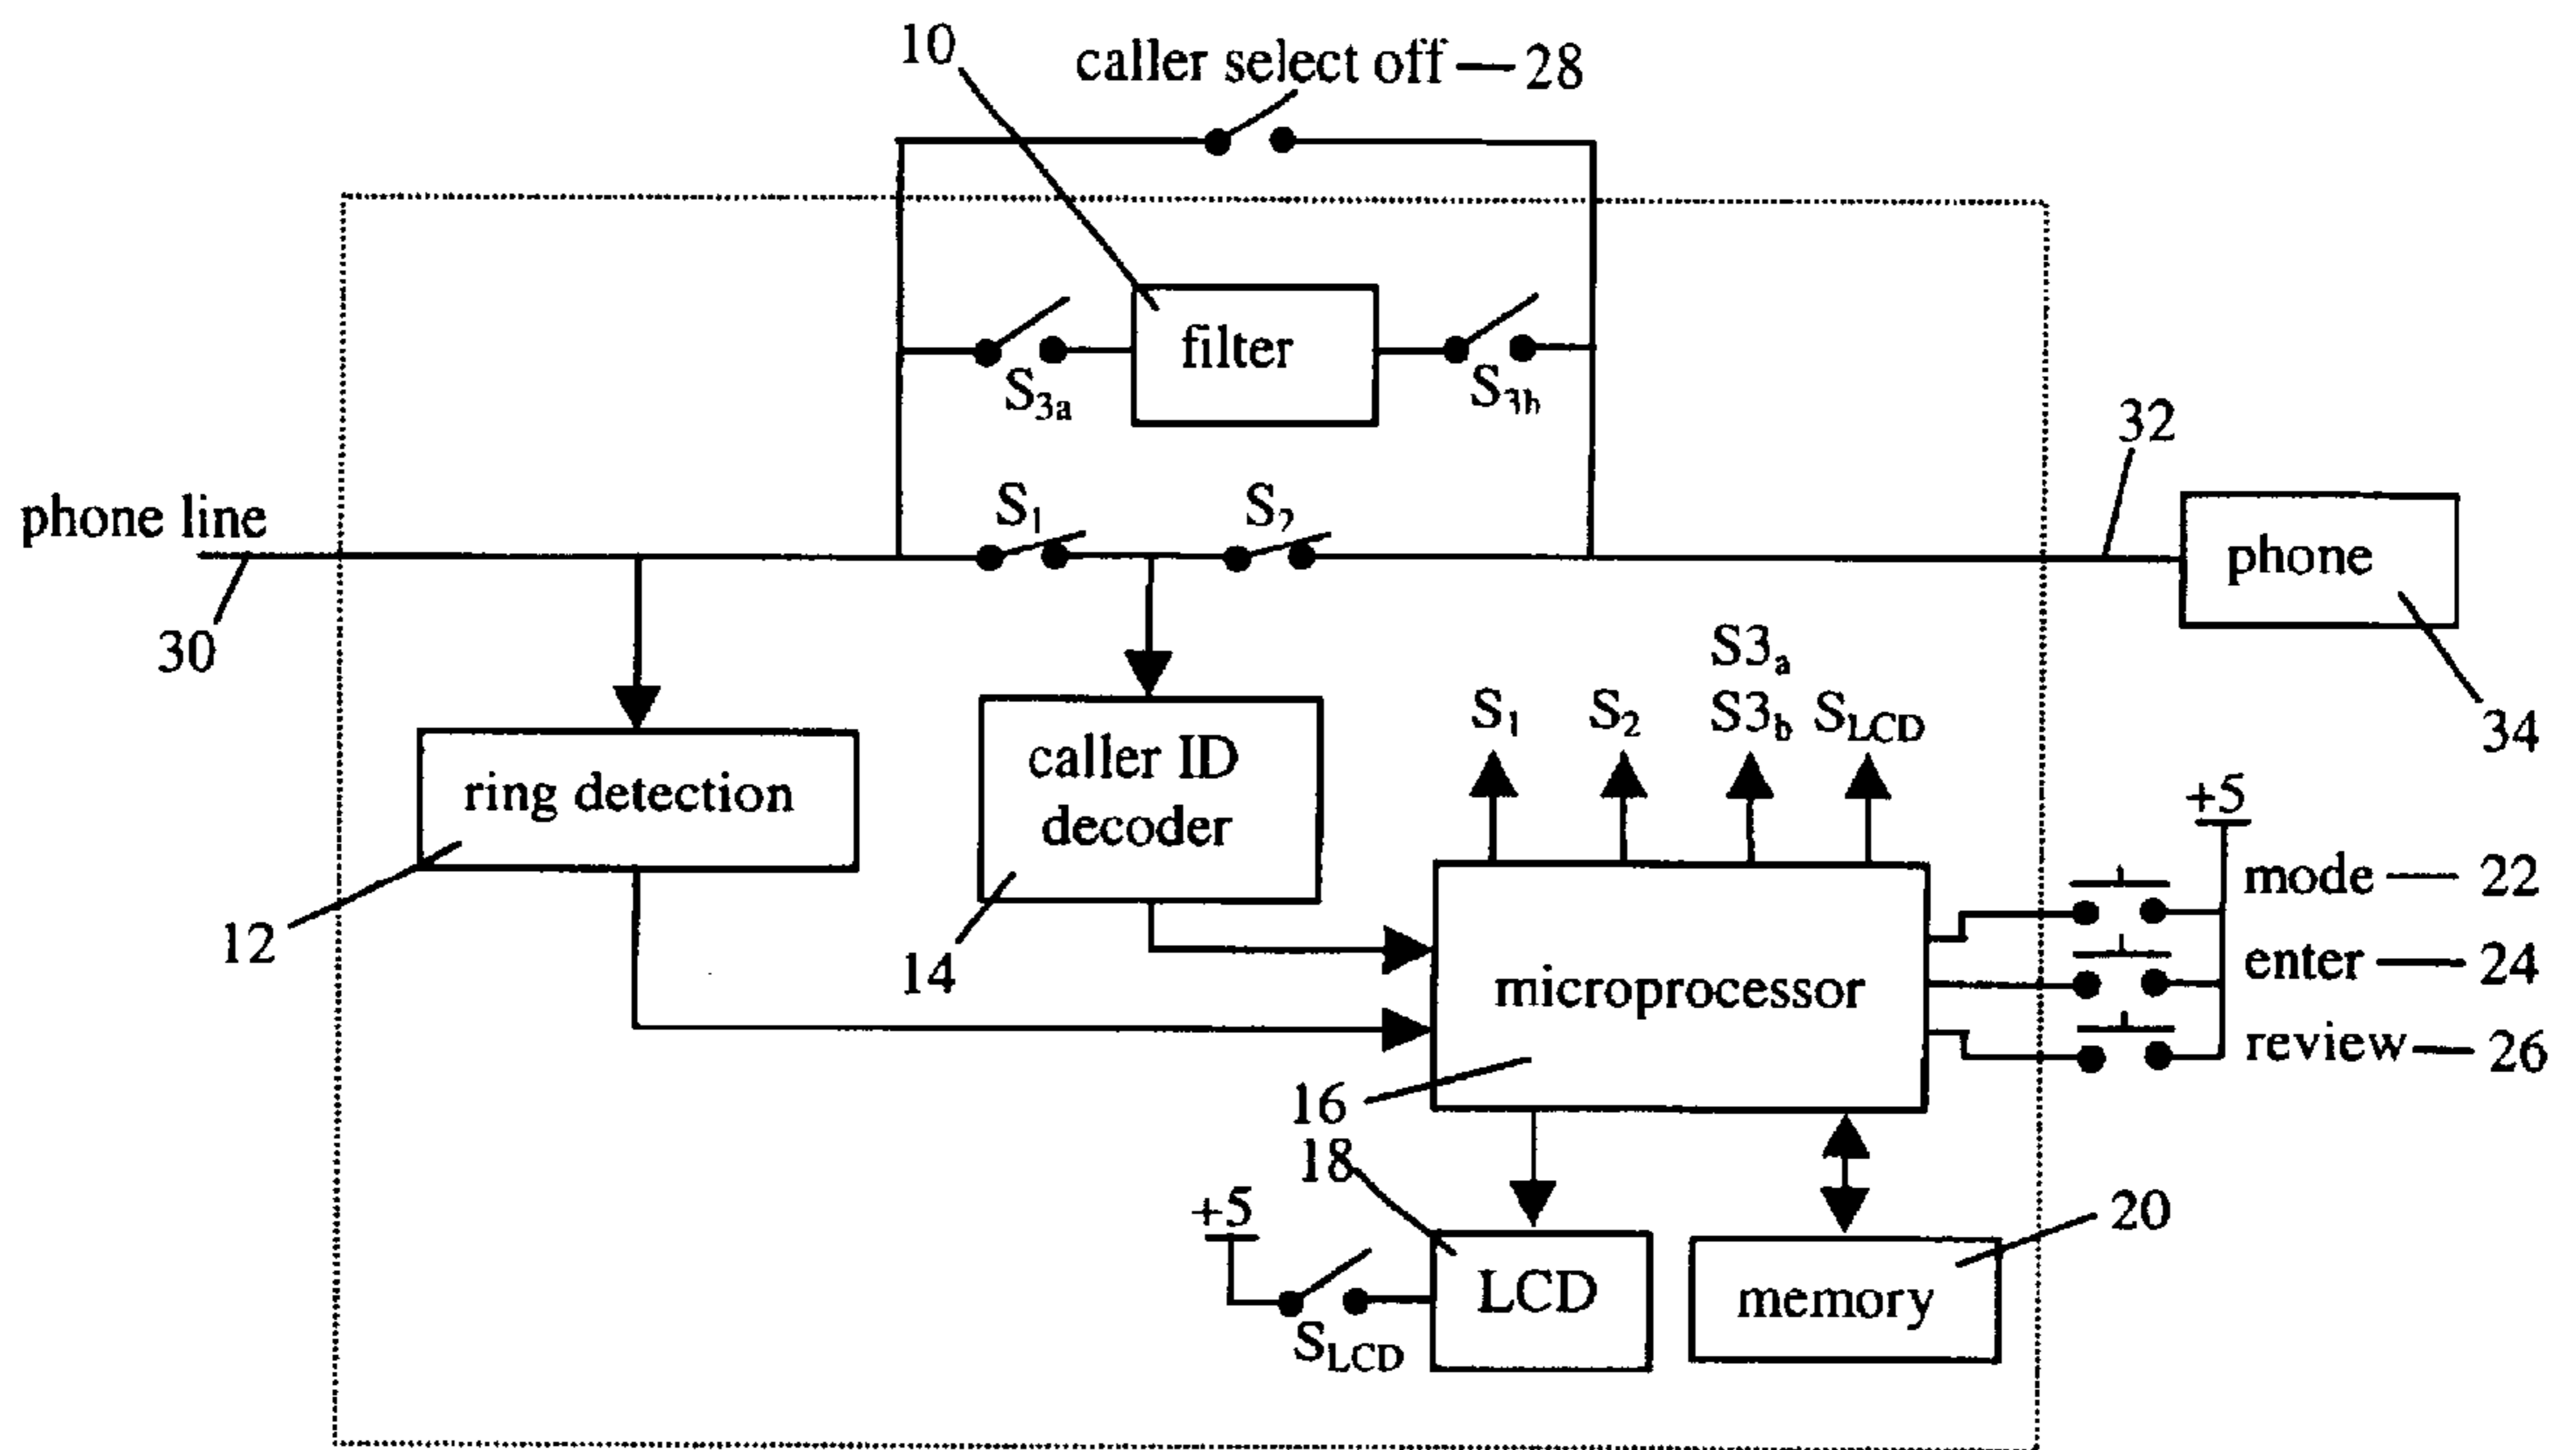 10
caller select off — 28
filter
S3a
S3b
32
phone line
S1
S2
phone
30
34
S3a
S1 S2 S3b SLCD
ring detection
caller ID
decoder
+5
mode — 22
12
14
enter — 24
microprocessor
review — 26
16
18
+5
20
LCD
memory
SLCD